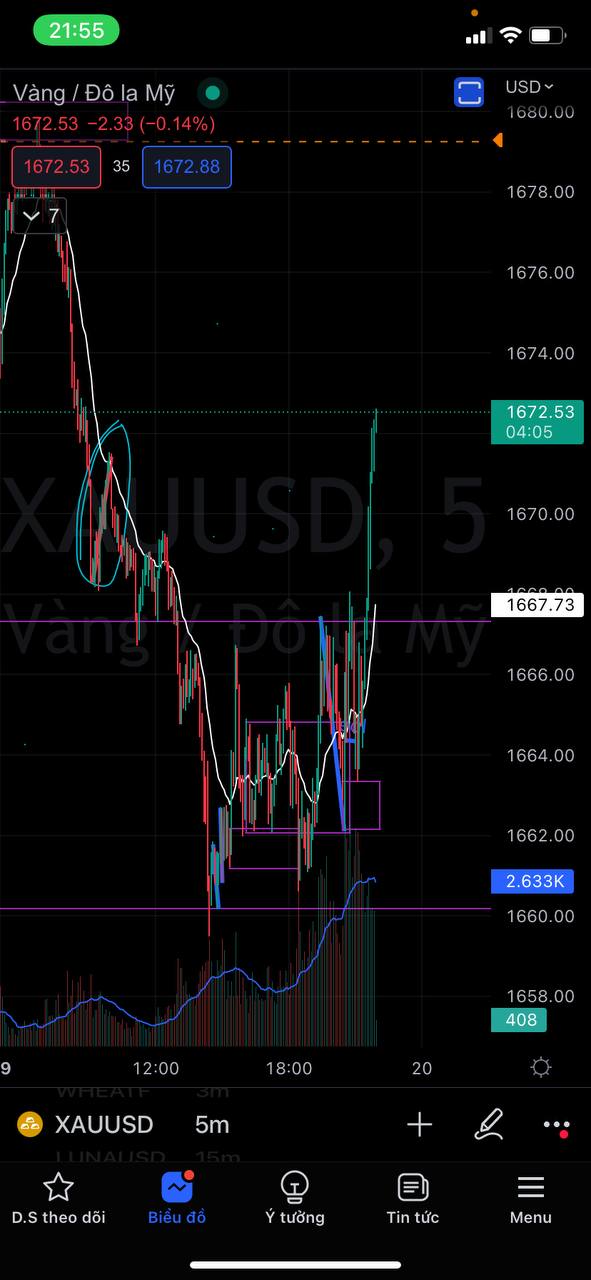 21:55
Vàng / Đô la Mỹ
USD
1680.00
1672.53 −2.33 (−0.14%)
1672.53 35 1672.88
1678.00
7
1676.00
1674.00
1672.53
04:05
XAUUSD, 5
1670.00
1668.00
1667.73
Vàng / Đô la Mỹ
1666.00
1664.00
1662.00
2.633K
1660.00
1658.00
408
9 12:00 18:00 20
WHEATF 3m
XAUUSD 5m
LUNAUSD 15m
D.S theo dõi Biểu đồ Ý tưởng Tin tức Menu